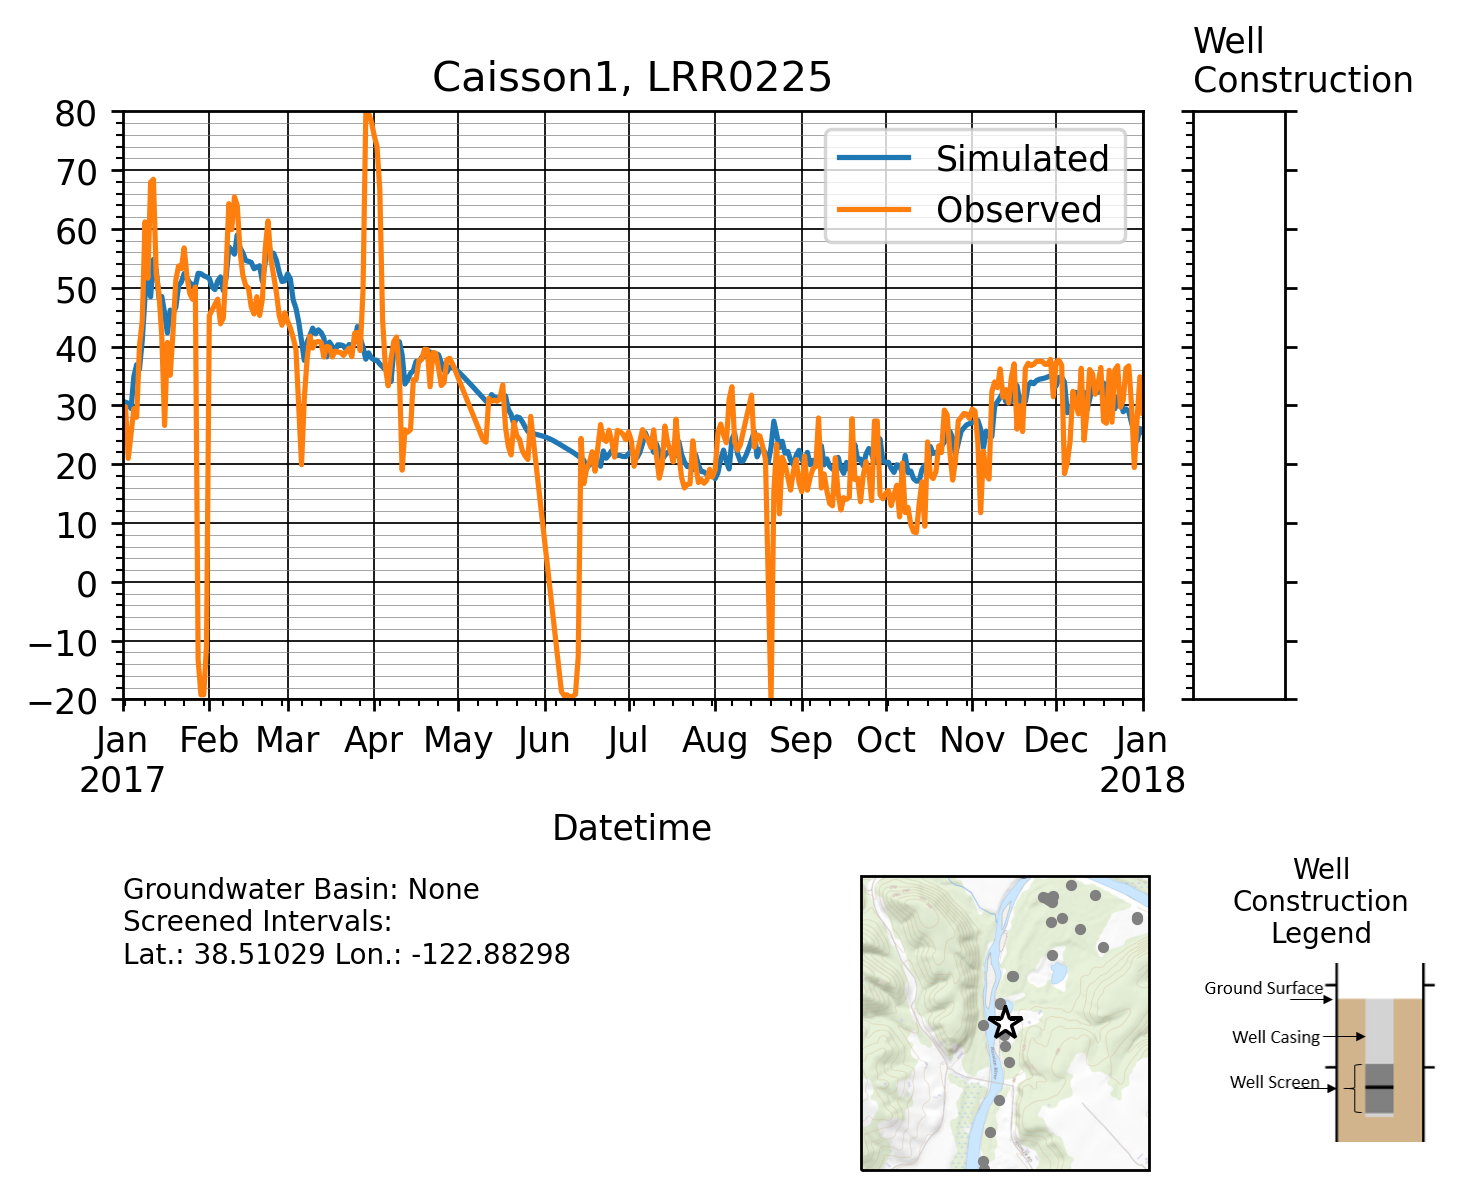 Caisson1, LRR0225
Well
Construction
80
70
60
50
40
30
20
10
0
−10
−20
Simulated
Observed
Jan Feb Mar Apr May Jun Jul Aug Sep Oct Nov Dec Jan
2017 2018
Datetime
Groundwater Basin: None
Screened Intervals:
Lat.: 38.51029 Lon.: -122.88298
Well
Construction
Legend
Ground Surface
Well Casing
Well Screen